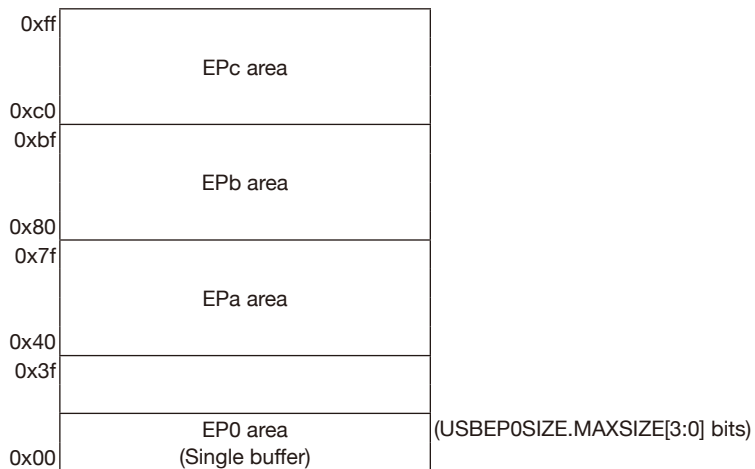 0xff
EPc area
0xc0
0xbf
EPb area
0x80
0x7f
EPa area
0x40
0x3f
EP0 area
(USBEP0SIZE.MAXSIZE[3:0] bits)
0x00
(Single buffer)